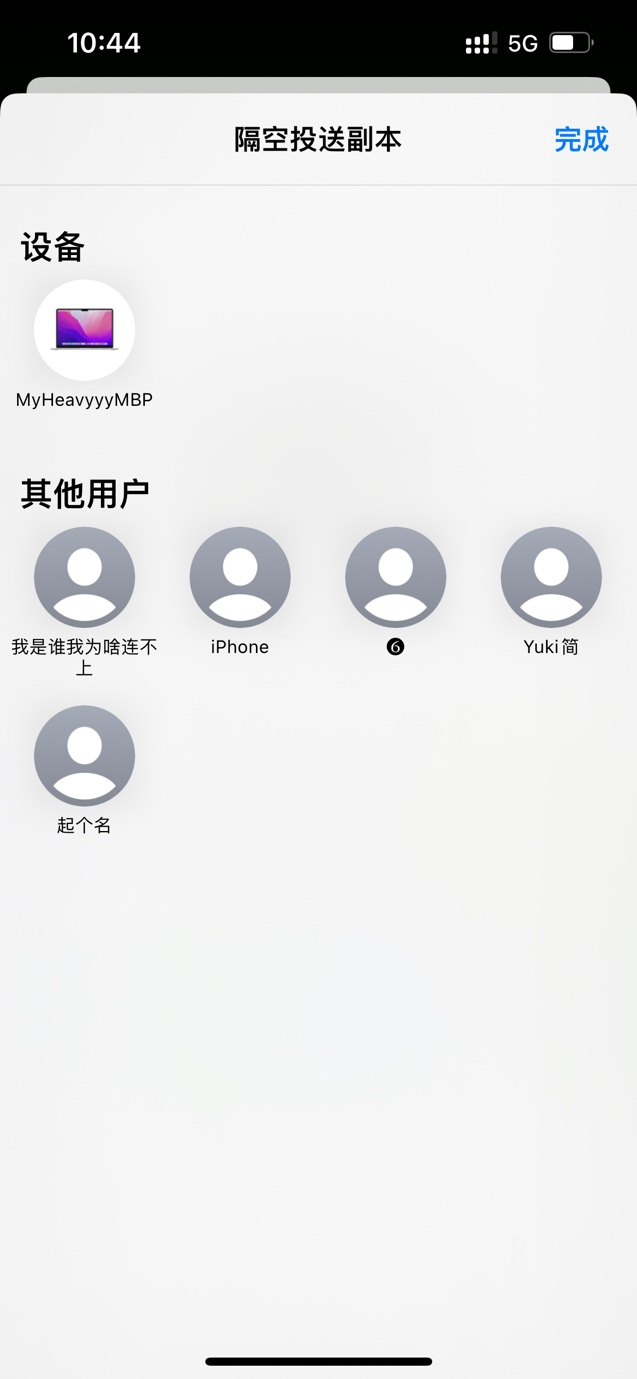 10:44
5G
隔空投送副本
完成
设备
MyHeavyyyMBP
其他用户
我是谁我为啥连不
上
iPhone
❻
Yuki简
起个名